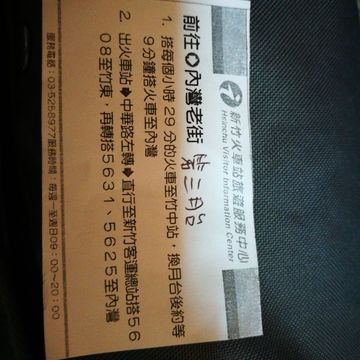 新竹火車站旅遊服務中心
Hsinchu Visitor Information Center
前往○內灣老街 第三月台
1. 搭每個小時29分的火車至竹中站，換月台後約等
9分鐘搭火車至內灣
2. 出火車站➡中華路左轉➡直行至新竹客運總站搭56
08至竹東，再轉搭5631、5625至內灣
服務電話：03-5258977服務時間：每週一至週日09：00~20：00